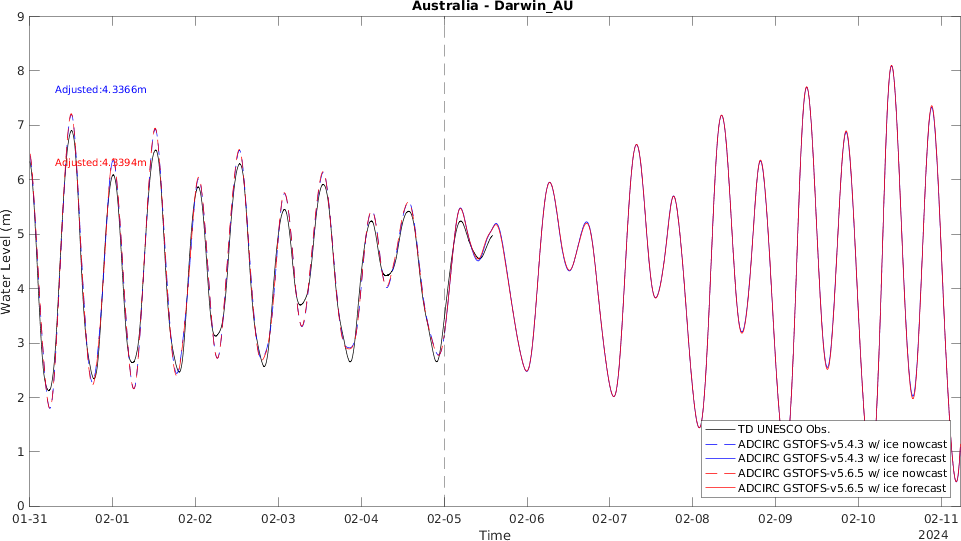 Australia - Darwin_AU
9
8
7
6
5
4
3
2
1
0
Water Level (m)
Adjusted:4.3366m
Adjusted:4.3394m
TD UNESCO Obs.
ADCIRC GSTOFS-v5.4.3 w/ ice nowcast
ADCIRC GSTOFS-v5.4.3 w/ ice forecast
ADCIRC GSTOFS-v5.6.5 w/ ice nowcast
ADCIRC GSTOFS-v5.6.5 w/ ice forecast
01-31 02-01 02-02 02-03 02-04 02-05 02-06 02-07 02-08 02-09 02-10 02-11
Time
2024